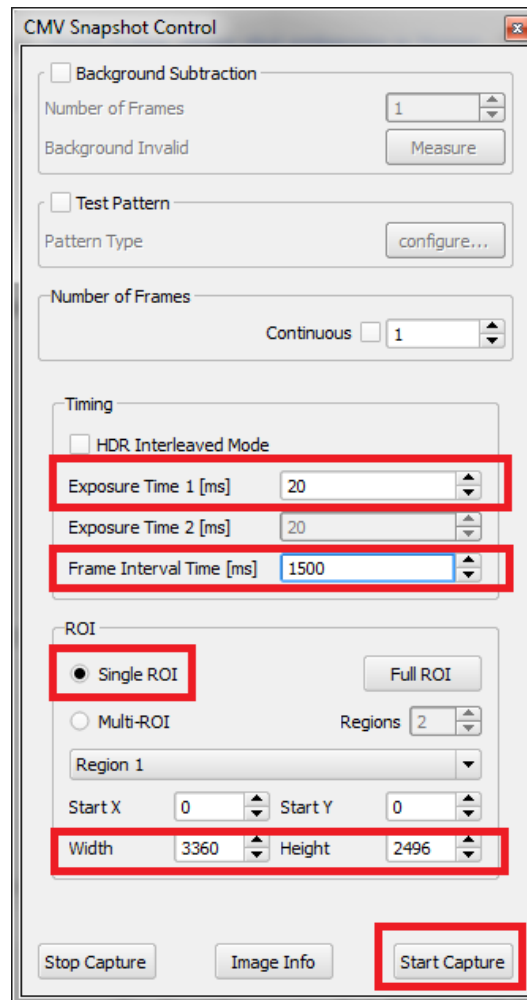 CMV Snapshot Control
Background Subtraction
Number of Frames 1
Background Invalid Measure
Test Pattern
Pattern Type configure...
Number of Frames
Continuous 1
Timing
HDR Interleaved Mode
Exposure Time 1 [ms] 20
Exposure Time 2 [ms] 20
Frame Interval Time [ms] 1500
ROI
Single ROI Full ROI
Multi-ROI Regions 2
Region 1
Start X 0 Start Y 0
Width 3360 Height 2496
Stop Capture Image Info Start Capture